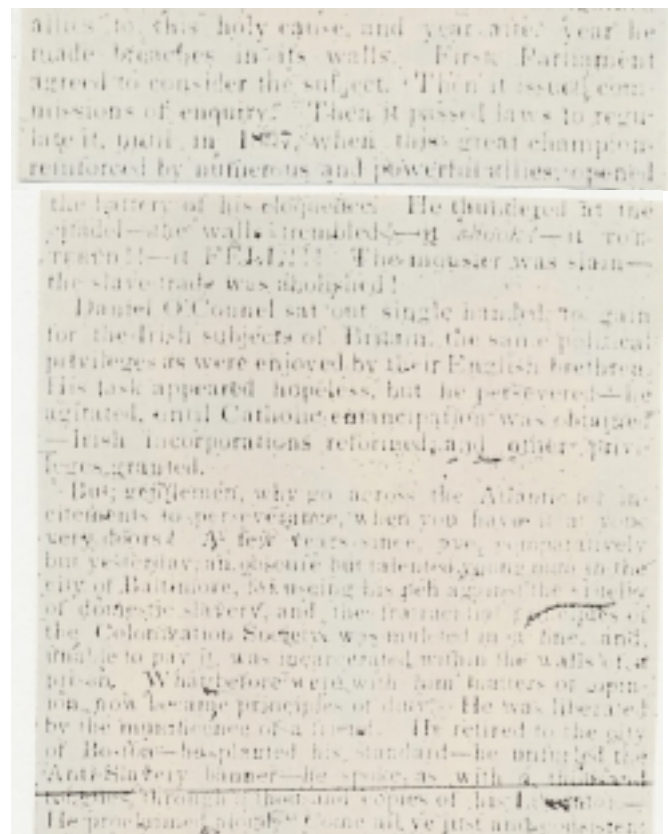 allies to this holy cause, and year after year he
made breaches in its walls. First Parliament
agreed to consider the subject. Then it issued com-
missions of enquiry. Then it passed laws to regu-
late it, until in 1807, when this great champion
reinforced by numerous and powerful allies, opened
the battery of his eloquence. He thundered at the
citadel—the wall trembled!—it shook!—it
—it FELL!!! The monster was slain—
the slave trade was abolished!
Daniel O'Connel sat out single handed to gain
for the Irish subjects of Britain, the same political
privileges as were enjoyed by their English brethren.
His task appeared hopeless, but he persevered—he
agitated, until Catholic emancipation was obtained
—Irish incorporations reformed, and other privi-
leges granted.
But, gentlemen, why go across the Atlantic for in-
citements to perseverance, when you have it at your
very doors? A few years since, comparatively
but yesterday, an obscure but talented young man in the
city of Baltimore, for using his pen against the
of domestic slavery, and the principles of
the Colonization Society, was muleted in a fine, and,
unable to pay it, was incarcerated within the walls of a
prison. What before were with him matters of opin-
ion, now became principles of duty. He was liberated
by the munificence of a friend. He retired to the city
of Boston—he planted his standard—he unfurled the
Anti-Slavery banner—he spoke, as with a thousand
tongues, through a thousand copies of his
He proclaimed aloud, "Come all ye just and consistent